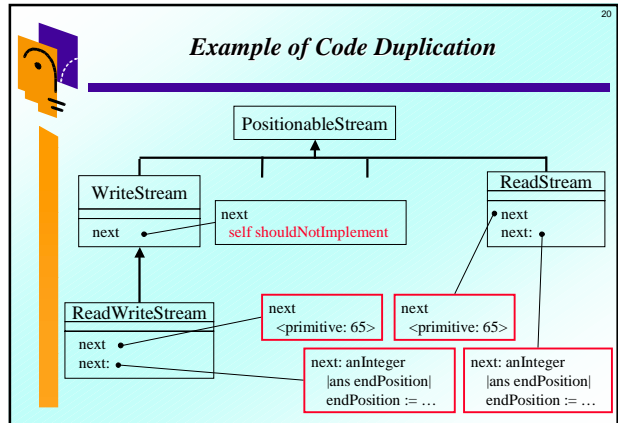 20
Example of Code Duplication
PositionableStream
WriteStream
next
next
self shouldNotImplement
ReadStream
next
next:
ReadWriteStream
next
next:
next
<primitive: 65>
next
<primitive: 65>
next: anInteger
|ans endPosition|
endPosition := …
next: anInteger
|ans endPosition|
endPosition := …